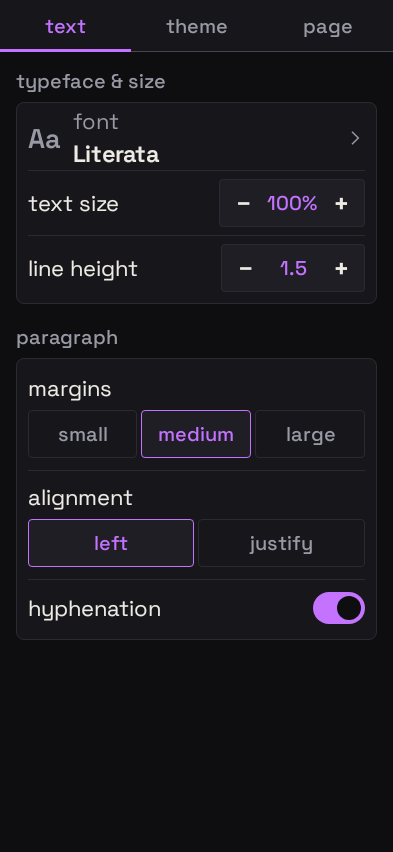 text theme page
typeface & size
Aa font
Literata
text size − 100% +
line height − 1.5 +
paragraph
margins
small medium large
alignment
left justify
hyphenation